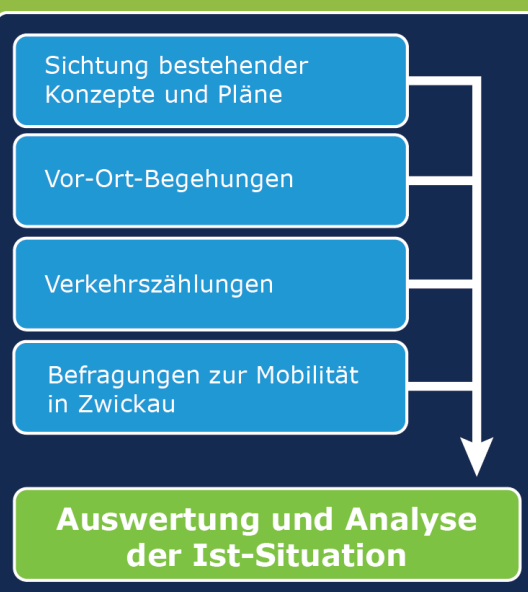 Sichtung bestehender
Konzepte und Pläne
Vor-Ort-Begehungen
Verkehrszählungen
Befragungen zur Mobilität
in Zwickau
Auswertung und Analyse
der Ist-Situation